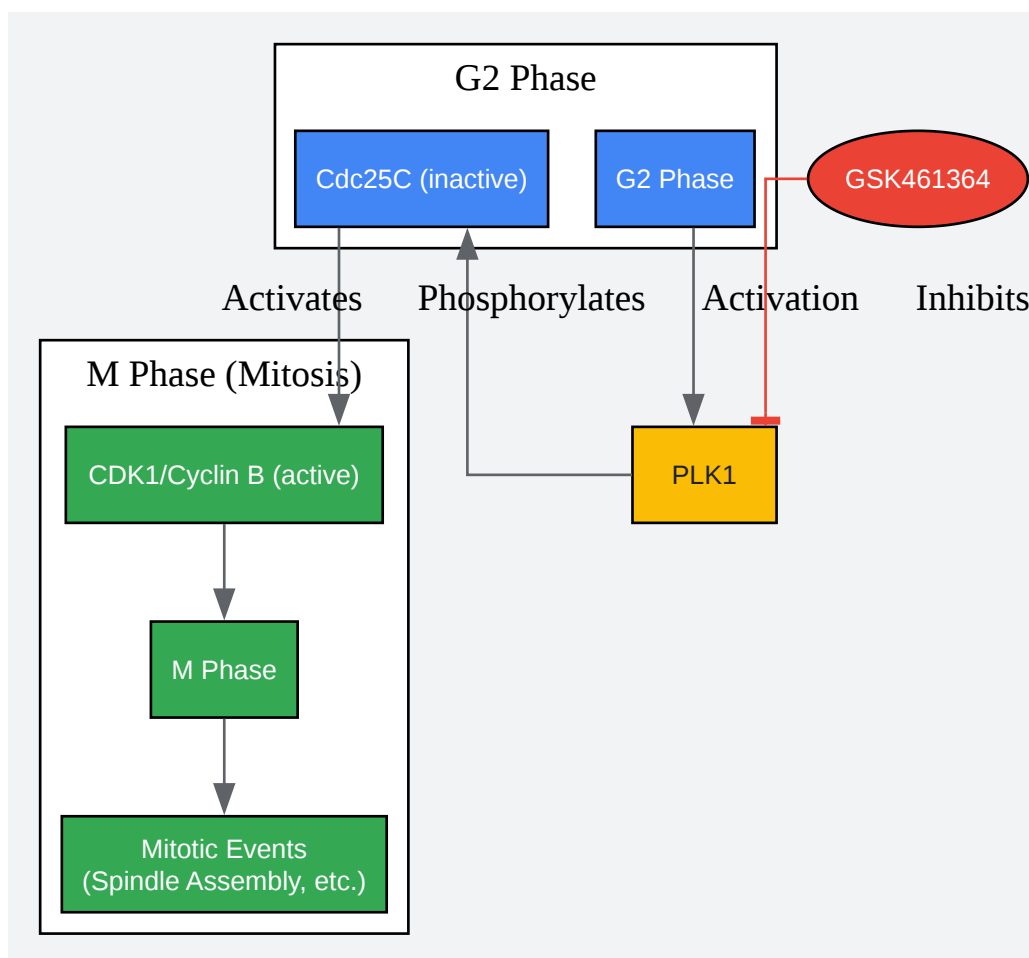 G2 Phase
Cdc25C (inactive)
G2 Phase
GSK461364
Activates
Phosphorylates
Activation
Inhibits
M Phase (Mitosis)
CDK1/Cyclin B (active)
PLK1
M Phase
Mitotic Events
(Spindle Assembly, etc.)